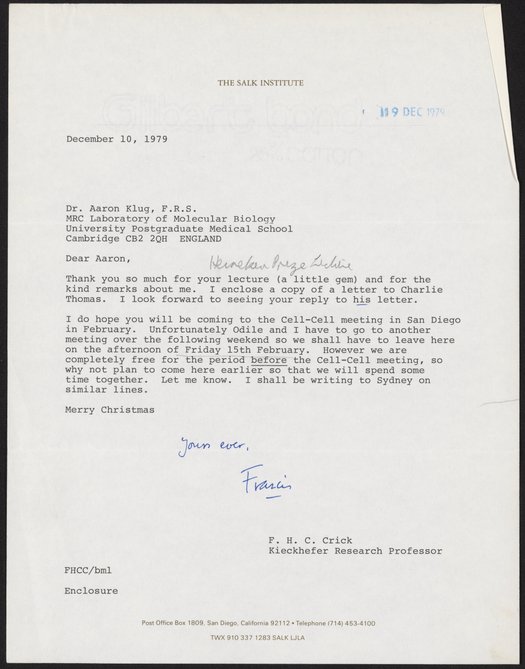 THE SALK INSTITUTE
19 DEC 1979
December 10, 1979
Dr. Aaron Klug, F.R.S.
MRC Laboratory of Molecular Biology
University Postgraduate Medical School
Cambridge CB2 2QH ENGLAND
Dear Aaron,
Heineken Prize Lecture
Thank you so much for your lecture (a little gem) and for the
kind remarks about me. I enclose a copy of a letter to Charlie
Thomas. I look forward to seeing your reply to his letter.
I do hope you will be coming to the Cell-Cell meeting in San Diego
in February. Unfortunately Odile and I have to go to another
meeting over the following weekend so we shall have to leave here
on the afternoon of Friday 15th February. However we are
completely free for the period before the Cell-Cell meeting, so
why not plan to come here earlier so that we will spend some
time together. Let me know. I shall be writing to Sydney on
similar lines.
Merry Christmas
Yours ever,
Francis
F. H. C. Crick
Kieckhefer Research Professor
FHCC/bml
Enclosure
Post Office Box 1809, San Diego, California 92112 • Telephone (714) 453-4100
TWX 910 337 1283 SALK LJLA